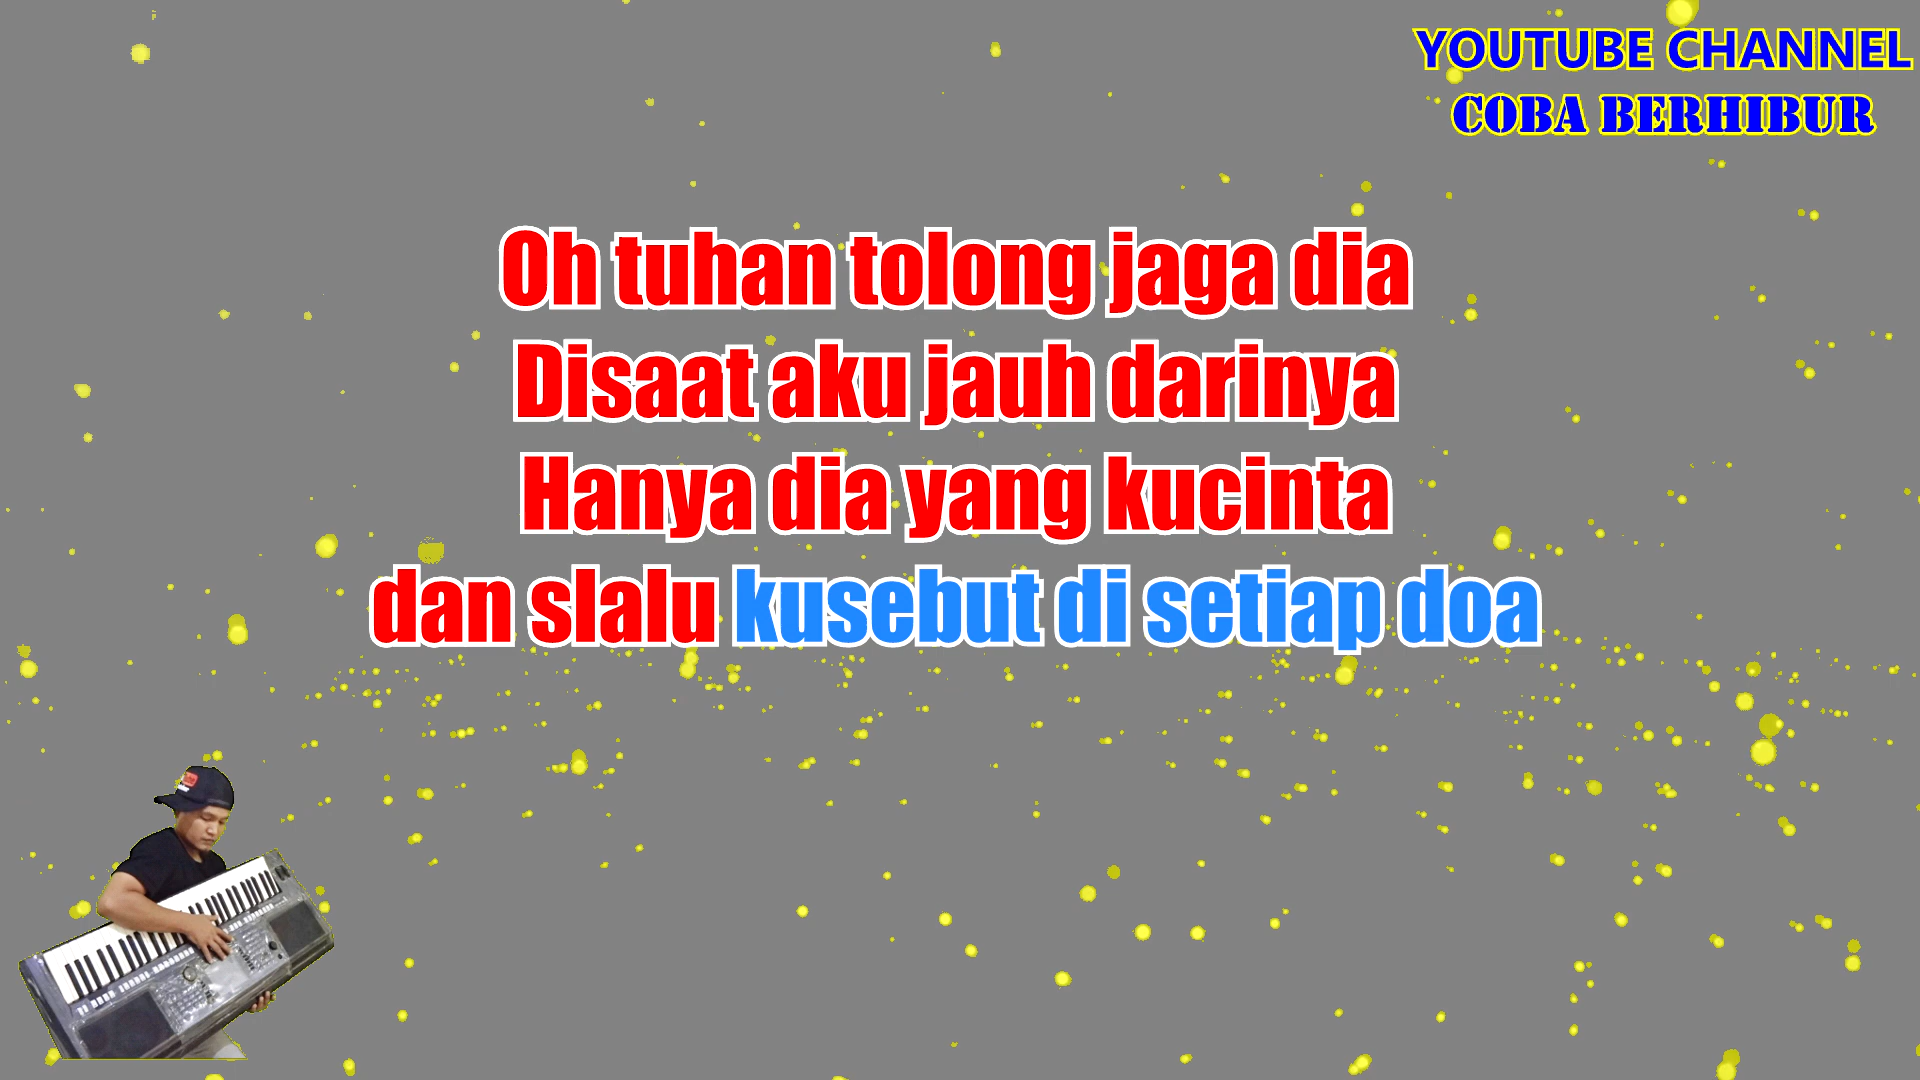 YOUTUBE CHANNEL
COBA BERHIBUR
Oh tuhan tolong jaga dia
Disaat aku jauh darinya
Hanya dia yang kucinta
dan slalu kusebut di setiap doa